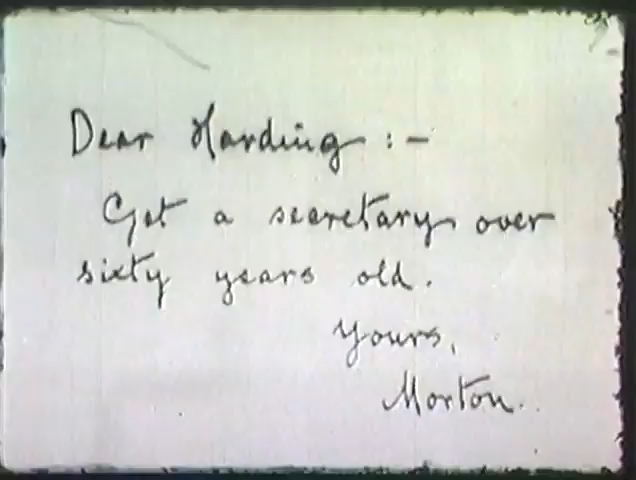 Dear Harding :-
Get a secretary over
sixty years old.
Yours,
Morton.